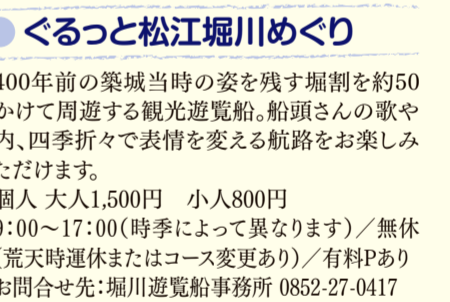 ぐるっと松江堀川めぐり
400年前の築城当時の姿を残す堀割を約50
かけて周遊する観光遊覧船。船頭さんの歌や
内、四季折々で表情を変える航路をお楽しみ
ただけます。
個人 大人1,500円　小人800円
9：00～17：00（時季によって異なります）／無休
（荒天時運休またはコース変更あり）／有料Pあり
お問合せ先：堀川遊覧船事務所 0852-27-0417